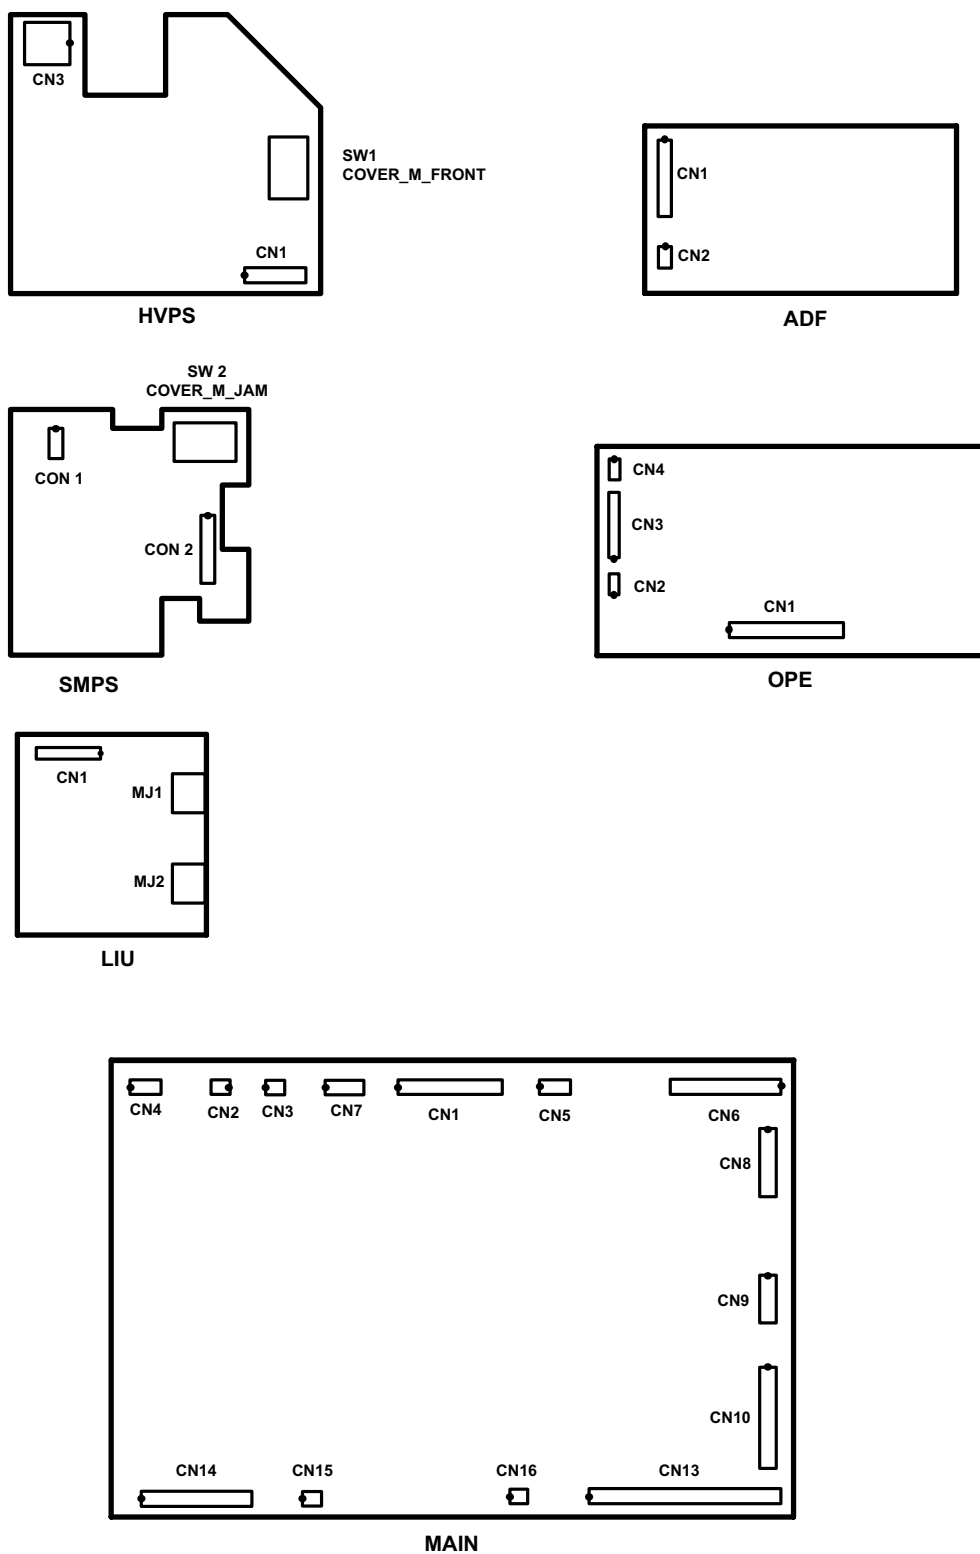 CN3
SW1
COVER_M_FRONT
CN1
HVPS
CN1
CN2
ADF
SW 2
COVER_M_JAM
CON 1
CON 2
SMPS
CN4
CN3
CN2
CN1
OPE
CN1
MJ1
MJ2
LIU
CN4
CN2
CN3
CN7
CN1
CN5
CN6
CN8
CN9
CN10
CN14
CN15
CN16
CN13
MAIN